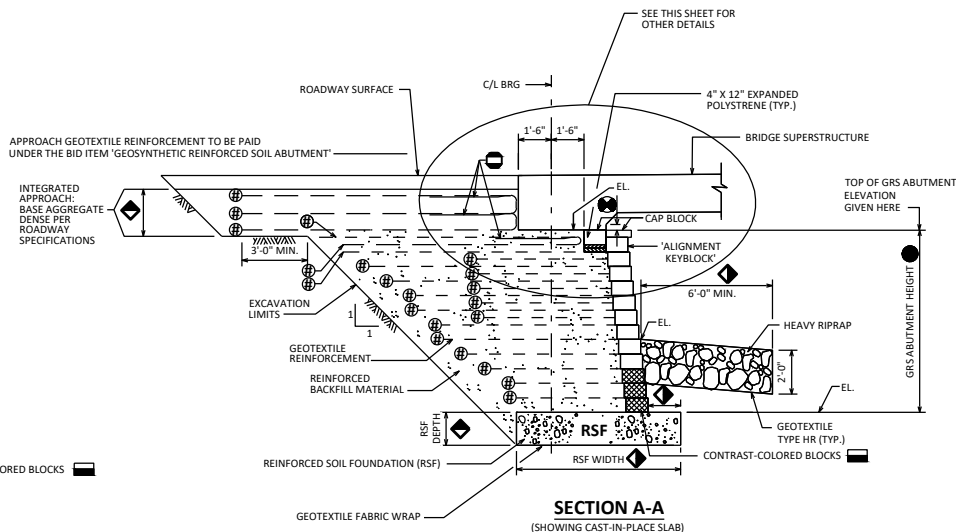 SEE THIS SHEET FOR
OTHER DETAILS
C/L BRG
ROADWAY SURFACE
4" X 12" EXPANDED
POLYSTRENE (TYP.)
1'-6" 1'-6"
BRIDGE SUPERSTRUCTURE
APPROACH GEOTEXTILE REINFORCEMENT TO BE PAID
UNDER THE BID ITEM 'GEOSYNTHETIC REINFORCED SOIL ABUTMENT'
INTEGRATED
APPROACH:
BASE AGGREGATE
DENSE PER
ROADWAY
SPECIFICATIONS
EL.
TOP OF GRS ABUTMENT
ELEVATION
GIVEN HERE
CAP BLOCK
'ALIGNMENT
KEYBLOCK'
3'-0" MIN.
6'-0" MIN.
EXCAVATION
LIMITS
1
1
EL.
HEAVY RIPRAP
GRS ABUTMENT HEIGHT
GEOTEXTILE
REINFORCEMENT
2'-0"
REINFORCED
BACKFILL MATERIAL
EL.
RSF
DEPTH
RSF
GEOTEXTILE
TYPE HR (TYP.)
ORED BLOCKS
REINFORCED SOIL FOUNDATION (RSF)
RSF WIDTH
CONTRAST-COLORED BLOCKS
GEOTEXTILE FABRIC WRAP
SECTION A-A
(SHOWING CAST-IN-PLACE SLAB)